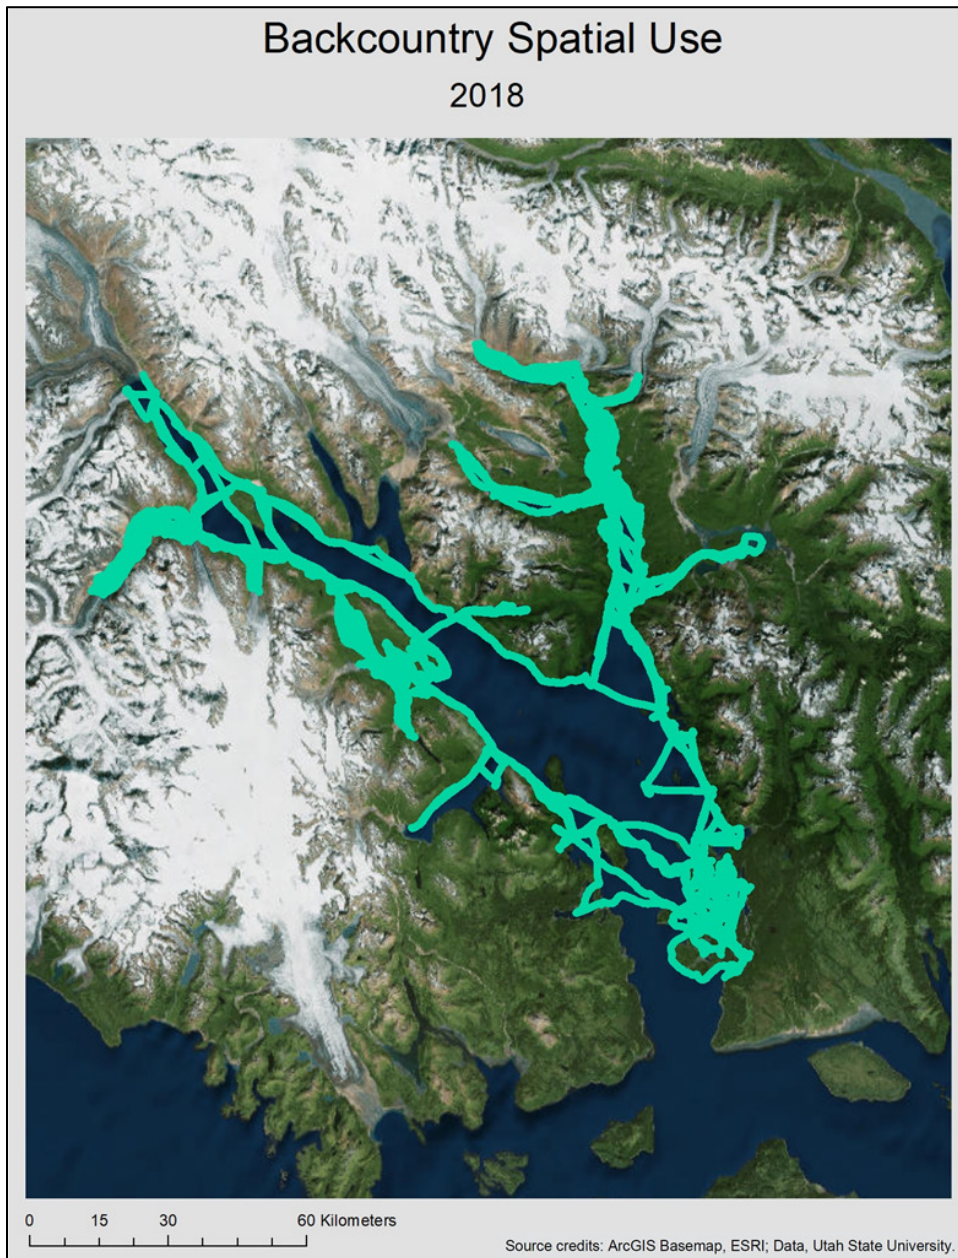 Backcountry Spatial Use
2018
0 15 30 60 Kilometers
Source credits: ArcGIS Basemap, ESRI; Data, Utah State University.